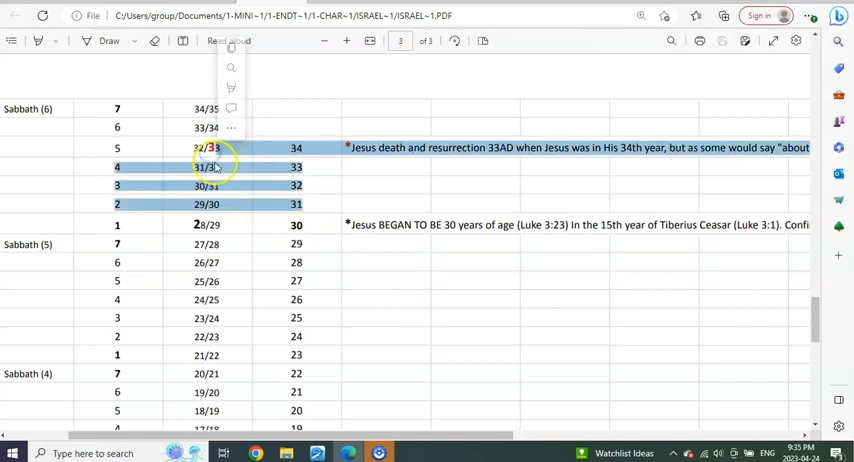 File C:/Users/group/Documents/1-MINI~1/1-ENDT~1/1-CHAR~1/ISRAEL~1/ISRAEL~1.PDF Sign in
Draw Read aloud 3 of 3
Sabbath (6) 7 34/35
6 33/34
5 32/33 34 *Jesus death and resurrection 33AD when Jesus was in His 34th year, but as some would say "about
4 33
3 30/31 32
2 29/30 31
1 28/29 30 *Jesus BEGAN TO BE 30 years of age (Luke 3:23) In the 15th year of Tiberius Ceasar (Luke 3:1). Confi
Sabbath (5) 7 27/28 29
6 26/27 28
5 25/26 27
4 24/25 26
3 23/24 25
2 22/23 24
1 21/22 23
Sabbath (4) 7 20/21 22
6 19/20 21
5 18/19 20
4 17/18 19
Type here to search Watchlist Ideas ENG 9:35 PM
2023-04-24